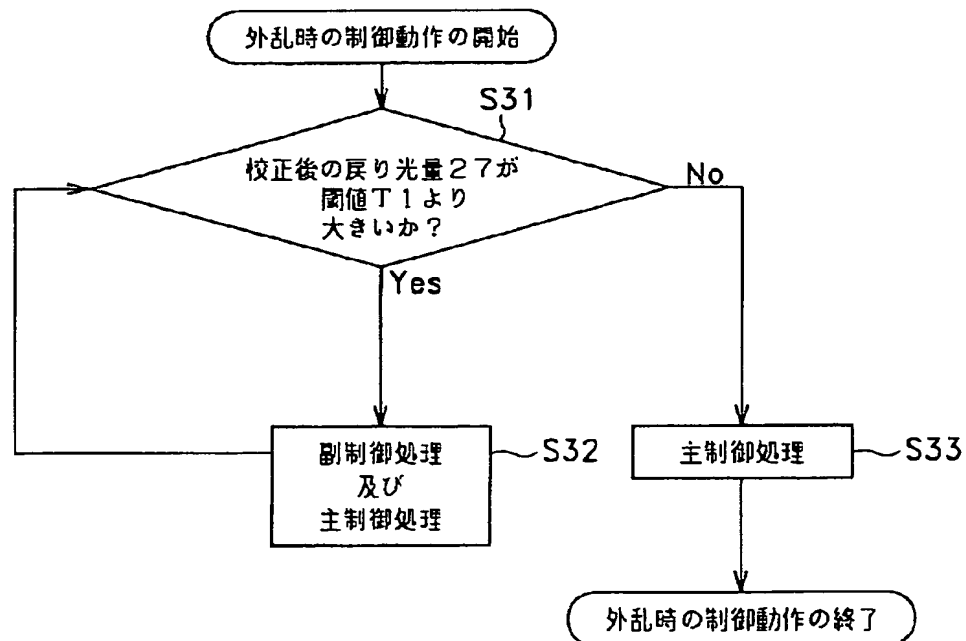 外乱時の制御動作の開始
S31
校正後の戻り光量27が
閾値T1より
大きいか?
No
Yes
副制御処理
及び
主制御処理
S32
主制御処理
S33
外乱時の制御動作の終了